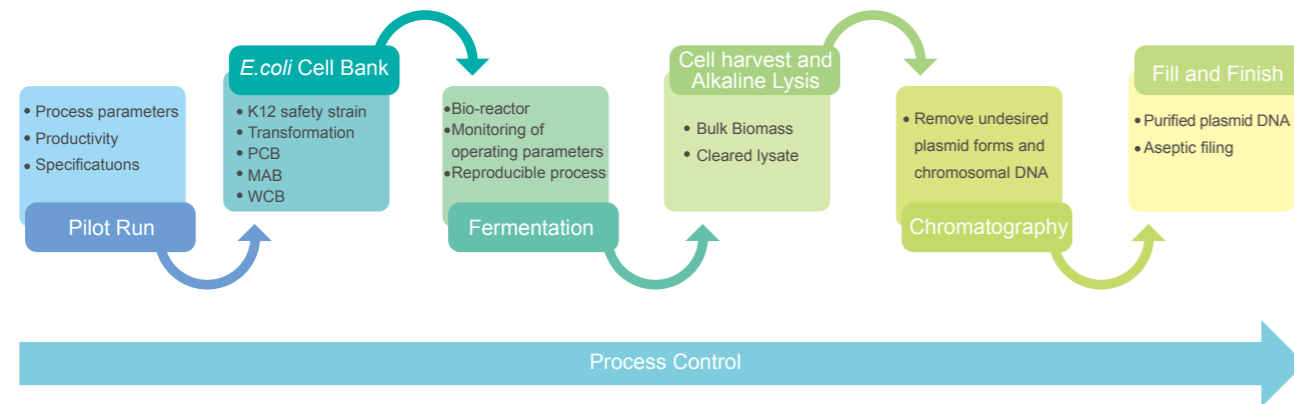 • Process parameters
• Productivity
• Specificatuons
Pilot Run
E.coli Cell Bank
• K12 safety strain
• Transformation
• PCB
• MAB
• WCB
•Bio-reactor
•Monitoring of
operating parameters
•Reproducible process
Fermentation
Cell harvest and
Alkaline Lysis
• Bulk Biomass
• Cleared lysate
• Remove undesired
plasmid forms and
chromosomal DNA
Chromatography
Fill and Finish
•Purified plasmid DNA
•Aseptic filing
Process Control